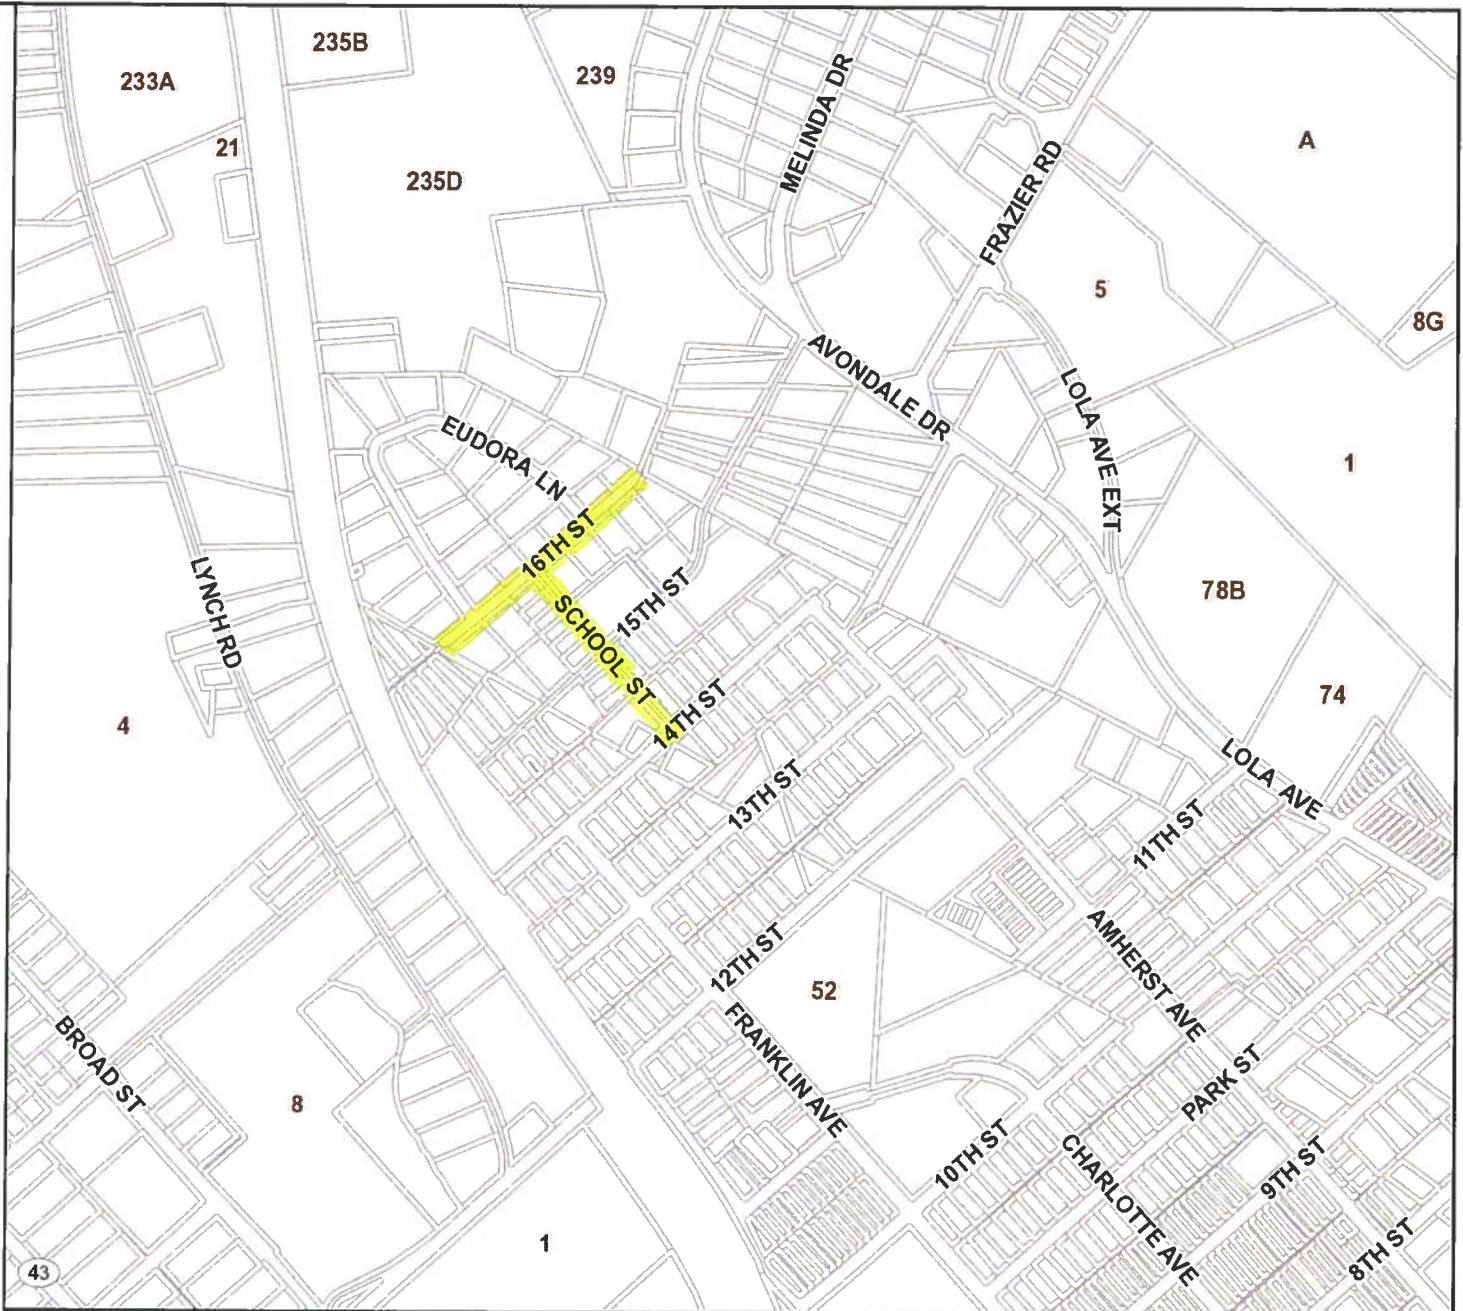 235B
233A
239
21
235D
MELINDA DR
A
FRAZIER RD
5
8G
AVONDALE DR
LOLA AVE EXT
EUDORA LN
1
16TH ST
LYNCH RD
SCHOOL ST
15TH ST
78B
4
14TH ST
74
13TH ST
LOLA AVE
11TH ST
12TH ST
52
AMHERST AVE
BROAD ST
FRANKLIN AVE
PARK ST
8
10TH ST
CHARLOTTE AVE
9TH ST
1
8TH ST
43